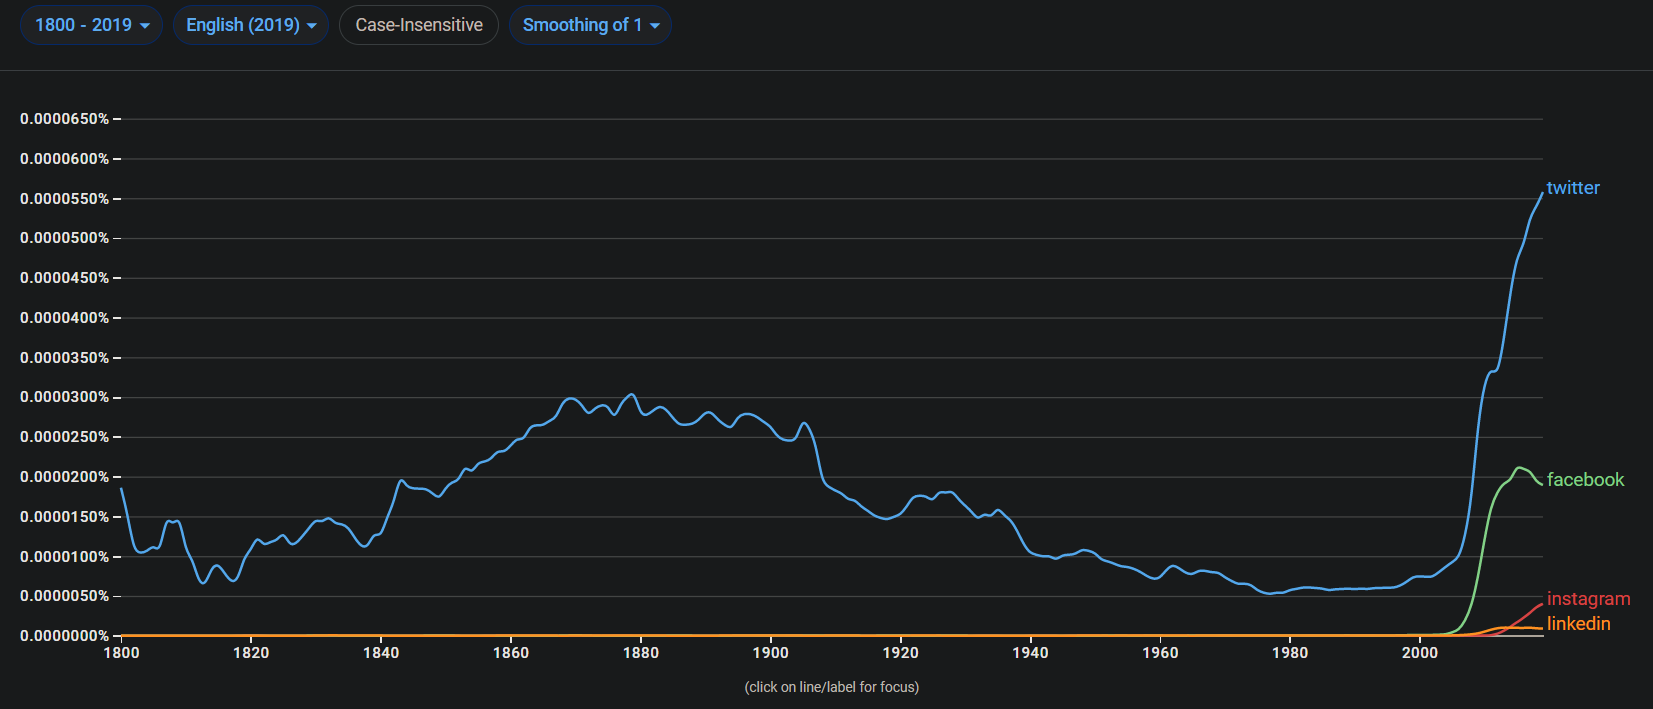 1800 - 2019 English (2019) Case-Insensitive Smoothing of 1
0.0000650%
0.0000600%
0.0000550%
twitter
0.0000500%
0.0000450%
0.0000400%
0.0000350%
0.0000300%
0.0000250%
0.0000200%
facebook
0.0000150%
0.0000100%
0.0000050%
instagram
0.0000000%
linkedin
1800 1820 1840 1860 1880 1900 1920 1940 1960 1980 2000
(click on line/label for focus)